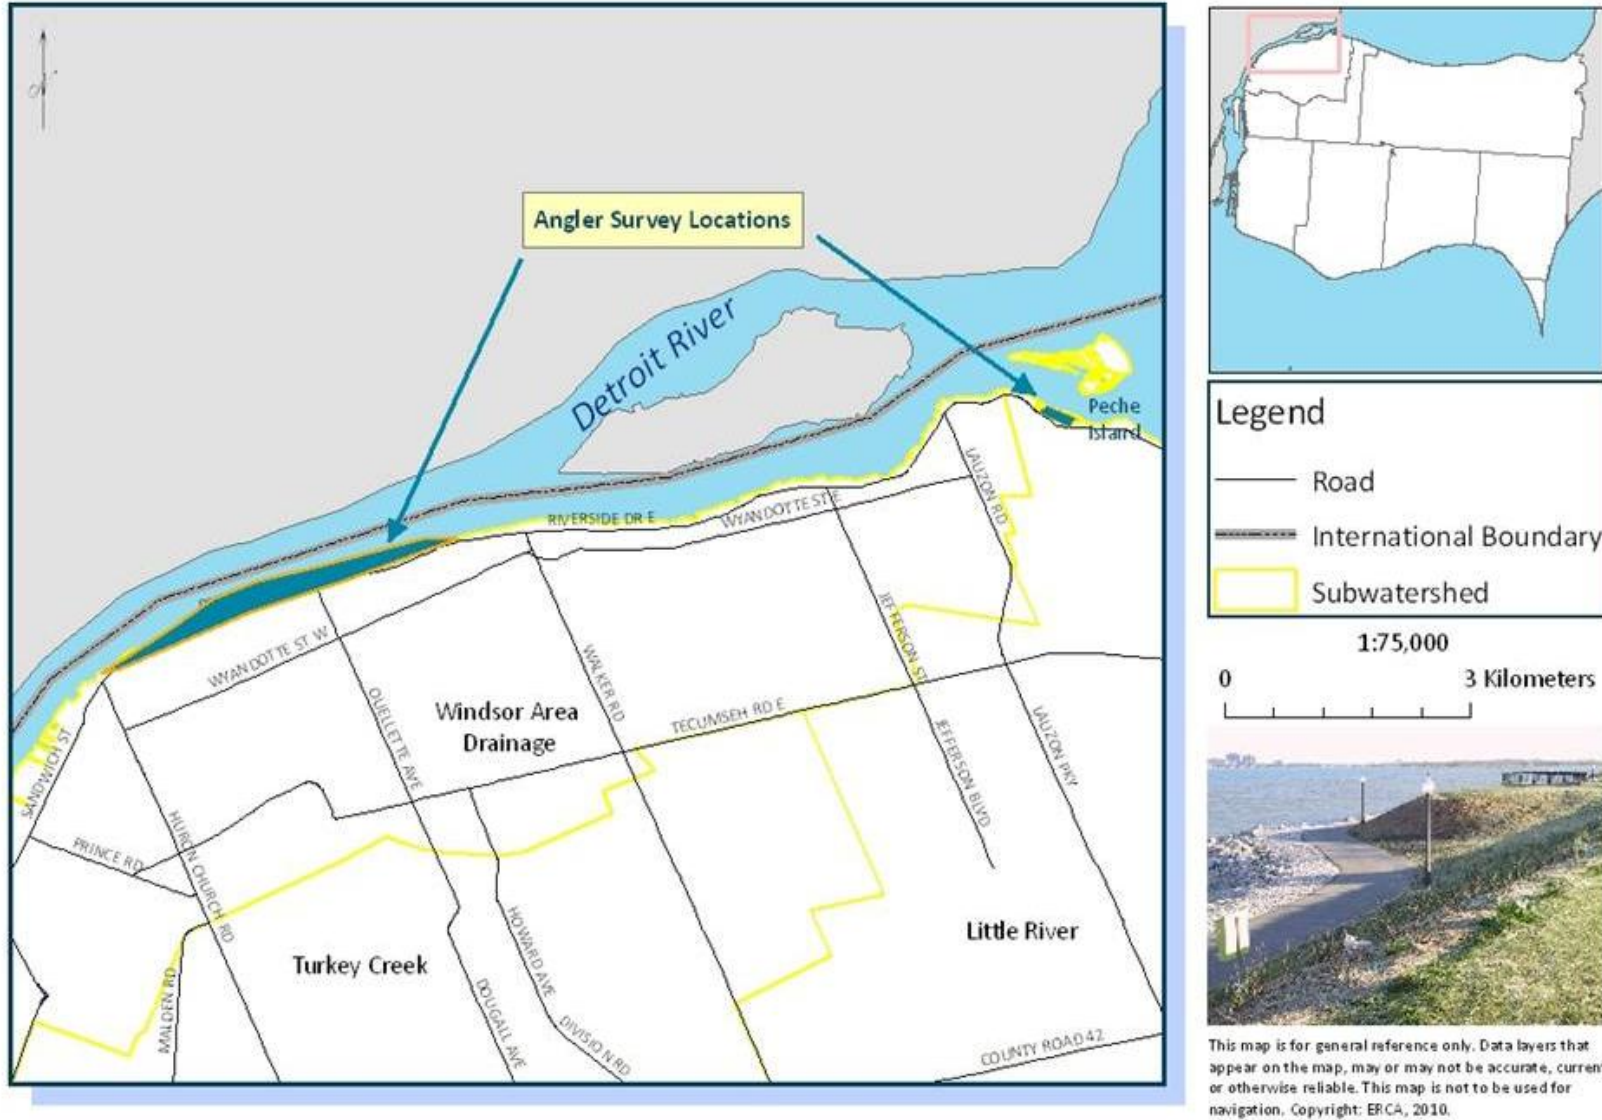 Angler Survey Locations
Detroit River
Peche
Island
RIVERSIDE DR E
WYANDOTTE ST E
LAUZON RD
WYANDOTTE ST W
JEFFERSON ST
WALKER RD
OUELLETTE AVE
Windsor Area
Drainage
TECUMSEH RD E
SANDWICH ST
JEFFERSON BLVD
LAUZON PKY
PRINCE RD
HURON CHURCH RD
HOWARD AVE
Little River
Turkey Creek
MALDEN RD
DOUGALL AVE
DIVISION RD
COUNTY ROAD 42
Legend
Road
International Boundary
Subwatershed
1:75,000
0 3 Kilometers
This map is for general reference only. Data layers that
appear on the map, may or may not be accurate, current
or otherwise reliable. This map is not to be used for
navigation. Copyright: ERCA, 2010.